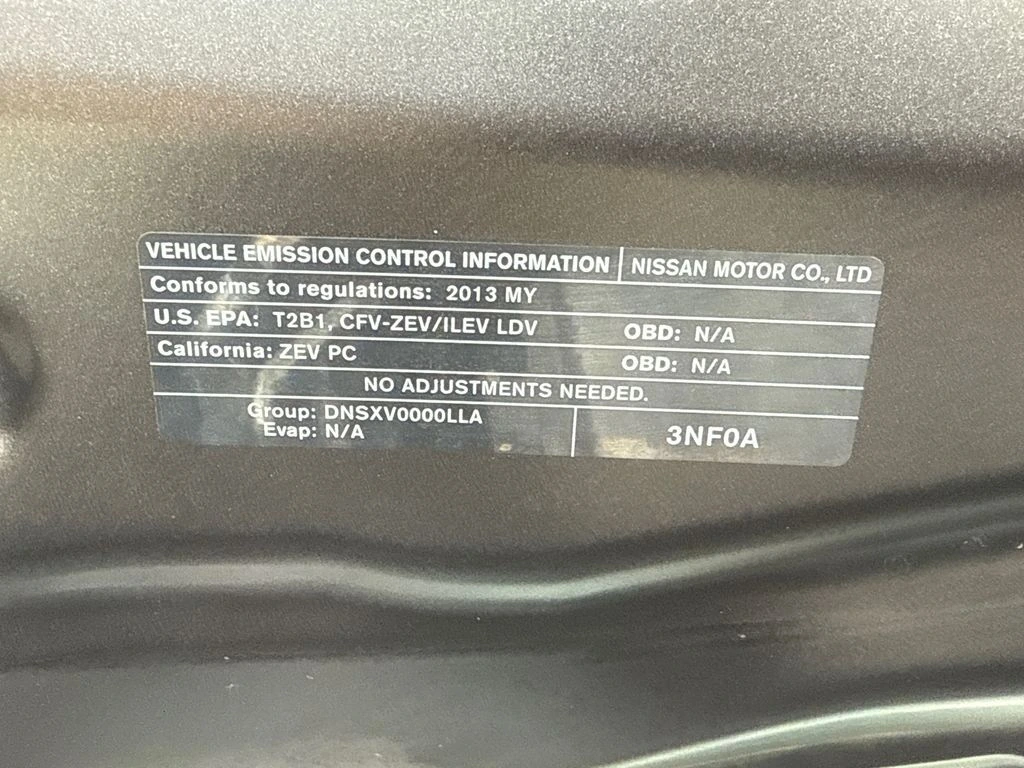 VEHICLE EMISSION CONTROL INFORMATION NISSAN MOTOR CO., LTD
Conforms to regulations: 2013 MY
U.S. EPA: T2B1, CFV-ZEV/ILEV LDV OBD: N/A
California: ZEV PC OBD: N/A
NO ADJUSTMENTS NEEDED.
Group: DNSXV0000LLA
Evap: N/A
3NF0A